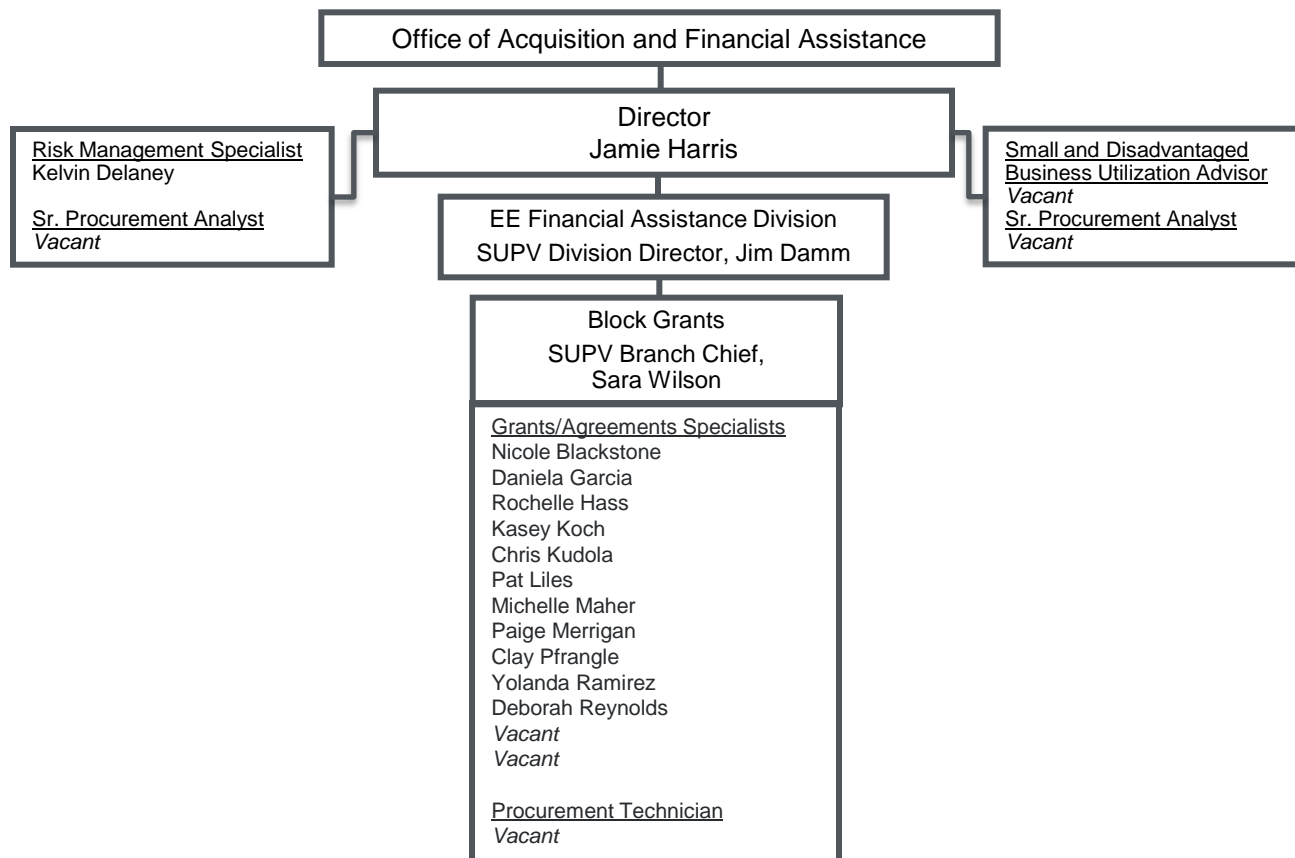 Office of Acquisition and Financial Assistance
Director
Jamie Harris
Risk Management Specialist
Kelvin Delaney
Sr. Procurement Analyst
Vacant
Small and Disadvantaged
Business Utilization Advisor
Vacant
Sr. Procurement Analyst
Vacant
EE Financial Assistance Division
SUPV Division Director, Jim Damm
Block Grants
SUPV Branch Chief,
Sara Wilson
Grants/Agreements Specialists
Nicole Blackstone
Daniela Garcia
Rochelle Hass
Kasey Koch
Chris Kudola
Pat Liles
Michelle Maher
Paige Merrigan
Clay Pfrangle
Yolanda Ramirez
Deborah Reynolds
Vacant
Vacant
Procurement Technician
Vacant